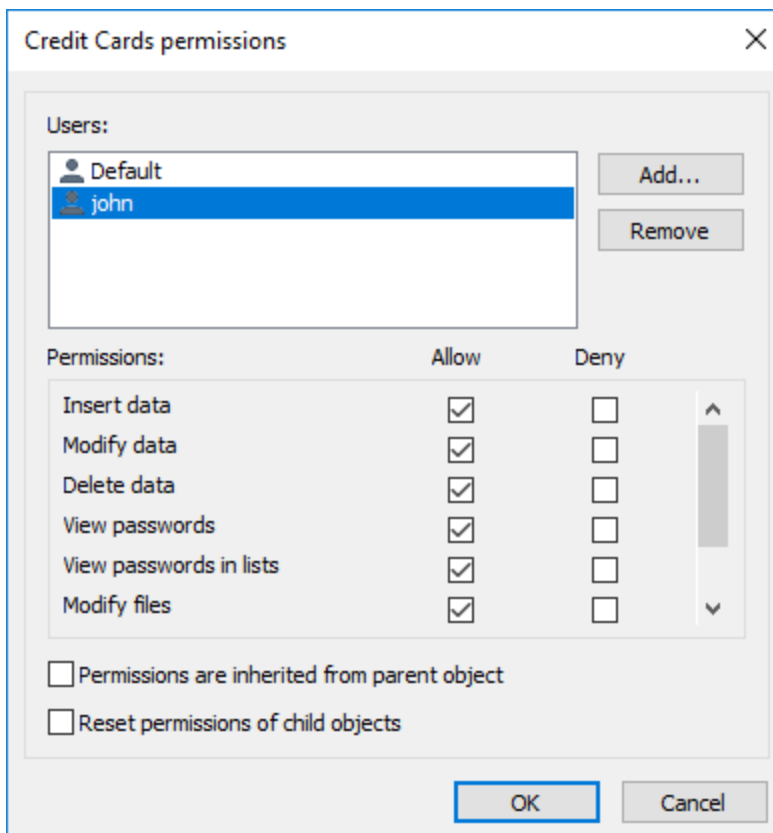 Credit Cards permissions
Users:
Default
Add...
john
Remove
Permissions: Allow Deny
Insert data
Modify data
Delete data
View passwords
View passwords in lists
Modify files
Permissions are inherited from parent object
Reset permissions of child objects
OK Cancel